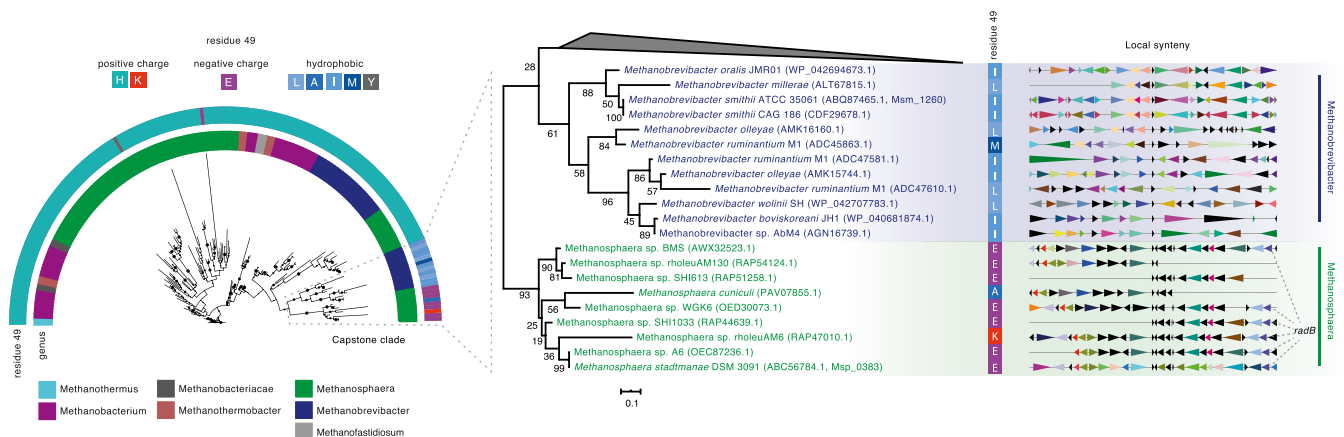 residue 49
positive charge
negative charge
hydrophobic
H K
E
L A I M Y
residue 49
genus
Capstone clade
Methanothermus
Methanobacteriacae
Methanosphaera
Methanobacterium
Methanothermobacter
Methanobrevibacter
Methanofastidiosum
residue 49
Local synteny
28
Methanobrevibacter oralis JMR01 (WP_042694673.1) I
88
Methanobrevibacter millerae (ALT67815.1) L
50
Methanobrevibacter smithii ATCC 35061 (ABQ87465.1, Msm_1260) I
100
Methanobrevibacter smithii CAG 186 (CDF29678.1) I
61
Methanobrevibacter olleyae (AMK16160.1) L
84
Methanobrevibacter ruminantium M1 (ADC45863.1) M
58
Methanobrevibacter ruminantium M1 (ADC47581.1) I
86
Methanobrevibacter olleyae (AMK15744.1) I
57
Methanobrevibacter ruminantium M1 (ADC47610.1) L
96
Methanobrevibacter wolinii SH (WP_042707783.1) L
45
Methanobrevibacter boviskoreani JH1 (WP_040681874.1) I
89
Methanobrevibacter sp. AbM4 (AGN16739.1) I
Methanobrevibacter
Methanosphaera sp. BMS (AWX32523.1) E
90
Methanosphaera sp. rholeuAM130 (RAP54124.1) E
81
Methanosphaera sp. SHI613 (RAP51258.1) E
93
Methanosphaera cuniculi (PAV07855.1) A
56
Methanosphaera sp. WGK6 (OED30073.1) E
25
Methanosphaera sp. SHI1033 (RAP44639.1) E
19
Methanosphaera sp. rholeuAM6 (RAP47010.1) K
36
Methanosphaera sp. A6 (OEC87236.1) E
99
Methanosphaera stadtmanae DSM 3091 (ABC56784.1, Msp_0383) E
Methanosphaera
radB
0.1